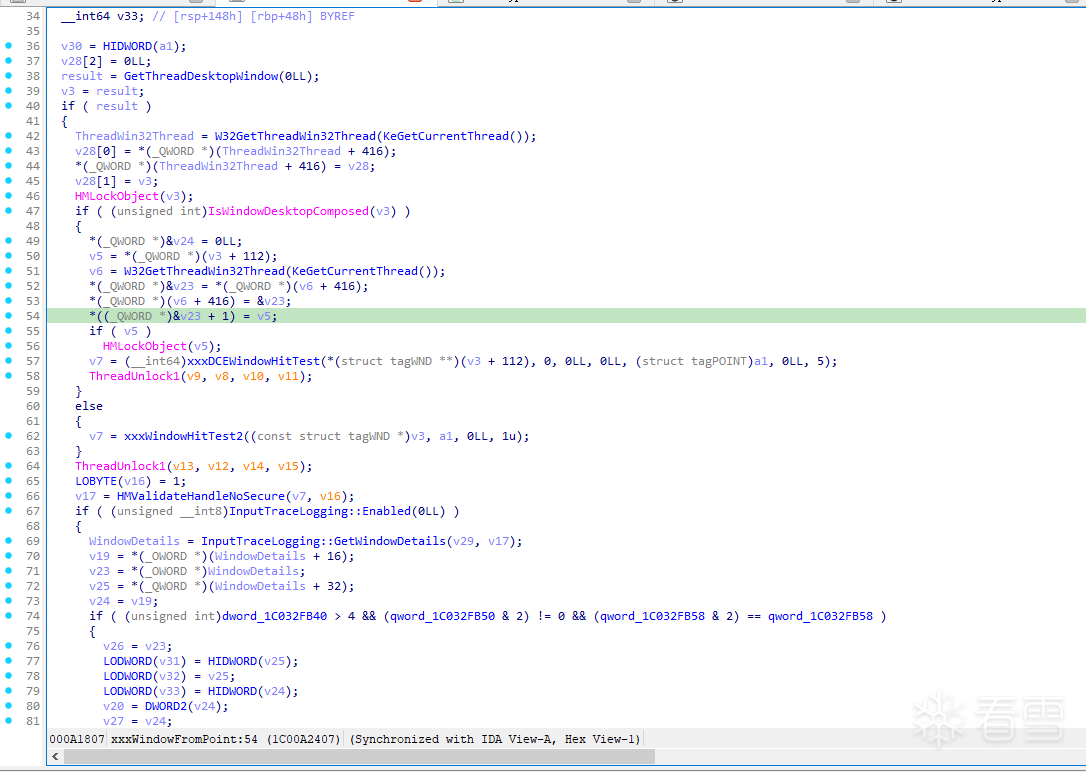 34 __int64 v33; // [rsp+148h] [rbp+48h] BYREF
35
36 v30 = HIDWORD(a1);
37 v28[2] = 0LL;
38 result = GetThreadDesktopWindow(0LL);
39 v3 = result;
40 if ( result )
41 {
42 ThreadWin32Thread = W32GetThreadWin32Thread(KeGetCurrentThread());
43 v28[0] = *(_QWORD *)(ThreadWin32Thread + 416);
44 *(_QWORD *)(ThreadWin32Thread + 416) = v28;
45 v28[1] = v3;
46 HMLockObject(v3);
47 if ( (unsigned int)IsWindowDesktopComposed(v3) )
48 {
49 *(_QWORD *)&v24 = 0LL;
50 v5 = *(_QWORD *)(v3 + 112);
51 v6 = W32GetThreadWin32Thread(KeGetCurrentThread());
52 *(_QWORD *)&v23 = *(_QWORD *)(v6 + 416);
53 *(_QWORD *)(v6 + 416) = &v23;
54 *((_QWORD *)&v23 + 1) = v5;
55 if ( v5 )
56 HMLockObject(v5);
57 v7 = (__int64)xxxDCEWindowHitTest(*(struct tagWND **)(v3 + 112), 0, 0LL, 0LL, (struct tagPOINT)a1, 0LL, 5);
58 ThreadUnlock1(v9, v8, v10, v11);
59 }
60 else
61 {
62 v7 = xxxWindowHitTest2((const struct tagWND *)v3, a1, 0LL, 1u);
63 }
64 ThreadUnlock1(v13, v12, v14, v15);
65 LOBYTE(v16) = 1;
66 v17 = HMValidateHandleNoSecure(v7, v16);
67 if ( (unsigned __int8)InputTraceLogging::Enabled(0LL) )
68 {
69 WindowDetails = InputTraceLogging::GetWindowDetails(v29, v17);
70 v19 = *(_OWORD *)(WindowDetails + 16);
71 v23 = *(_OWORD *)WindowDetails;
72 v25 = *(_QWORD *)(WindowDetails + 32);
73 v24 = v19;
74 if ( (unsigned int)dword_1C032FB40 > 4 && (qword_1C032FB50 & 2) != 0 && (qword_1C032FB58 & 2) == qword_1C032FB58 )
75 {
76 v26 = v23;
77 LODWORD(v31) = HIDWORD(v25);
78 LODWORD(v32) = v25;
79 LODWORD(v33) = HIDWORD(v24);
80 v20 = DWORD2(v24);
81 v27 = v24;
看雪
000A1807 xxxWindowFromPoint:54 (1C00A2407) (Synchronized with IDA View-A, Hex View-1)